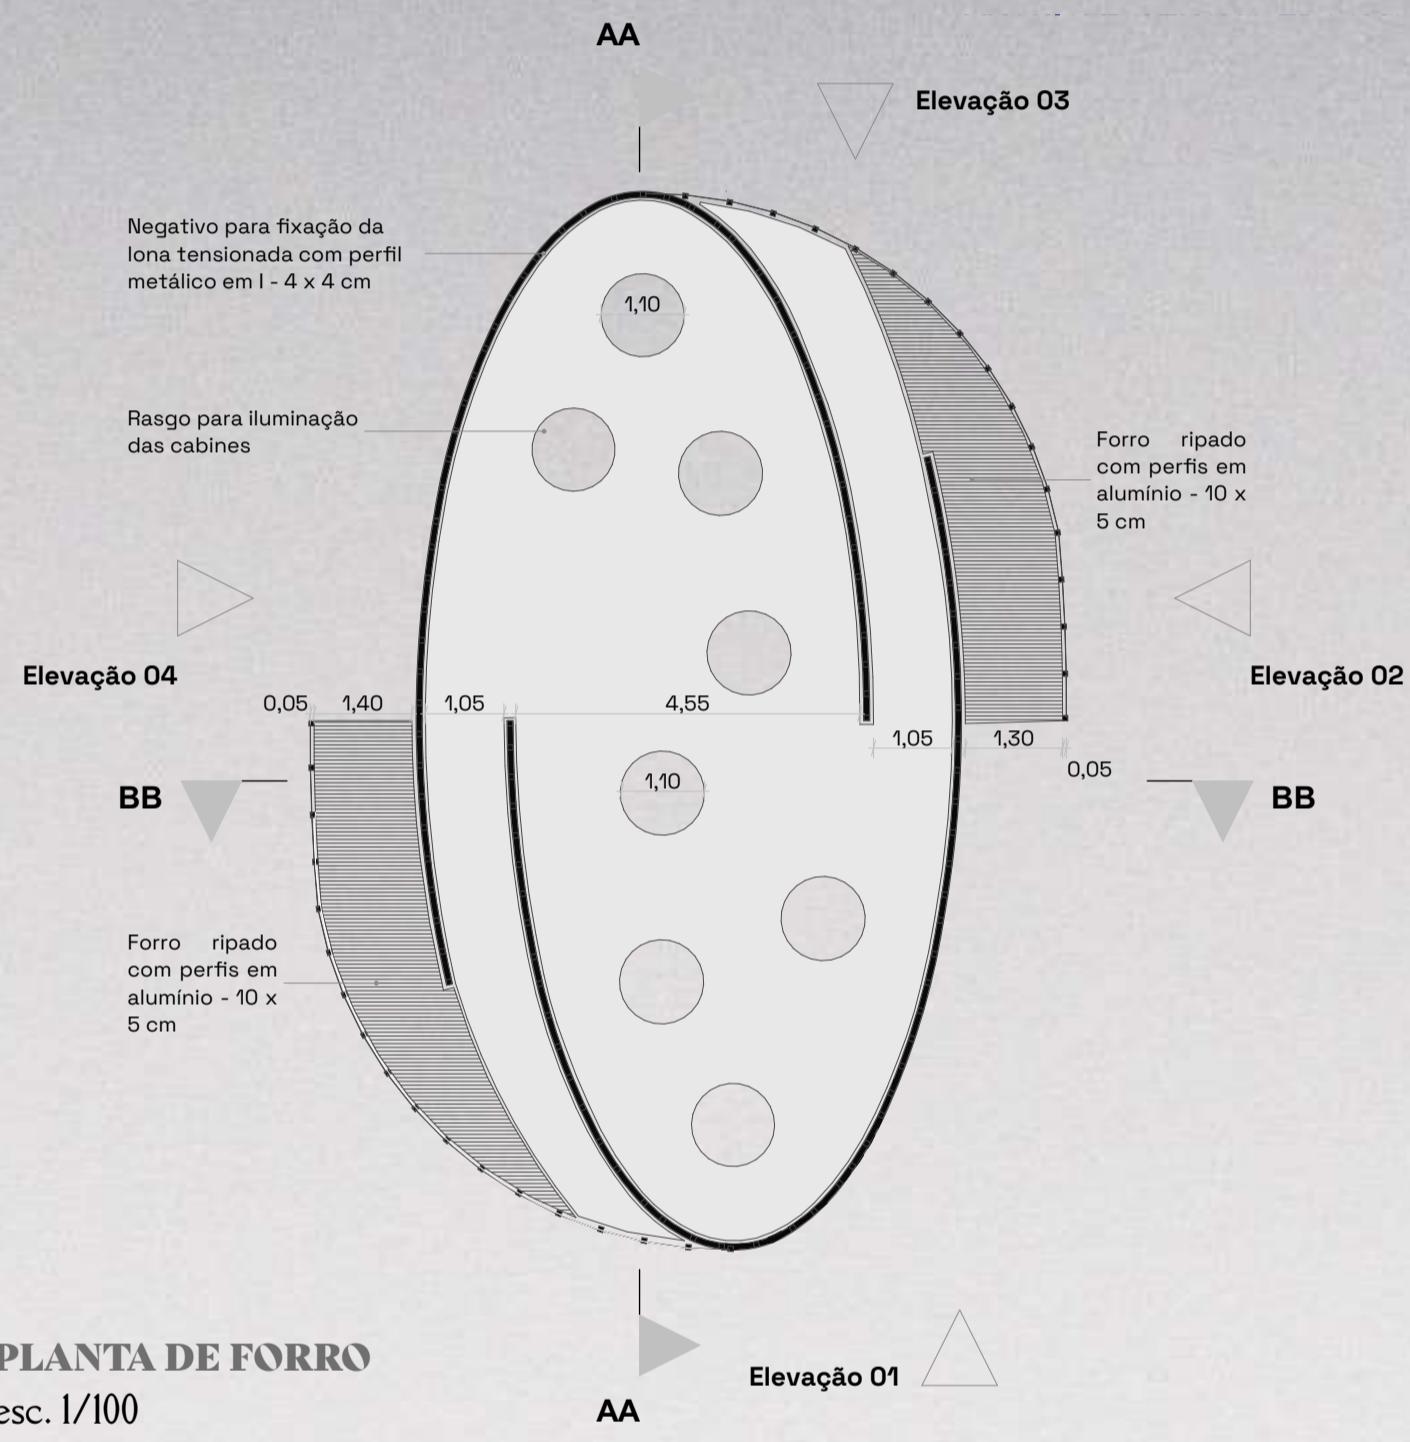 AA
Elevação 03
Negativo para fixação da
lona tensionada com perfil
metálico em I - 4 x 4 cm
1,10
Rasgo para iluminação
das cabines
Forro ripado
com perfis em
alumínio - 10 x
5 cm
Elevação 04
Elevação 02
0,05
1,40
1,05
4,55
1,05
1,30
0,05
1,10
BB
BB
Forro ripado
com perfis em
alumínio - 10 x
5 cm
PLANTA DE FORRO
esc. 1/100
Elevação 01
AA